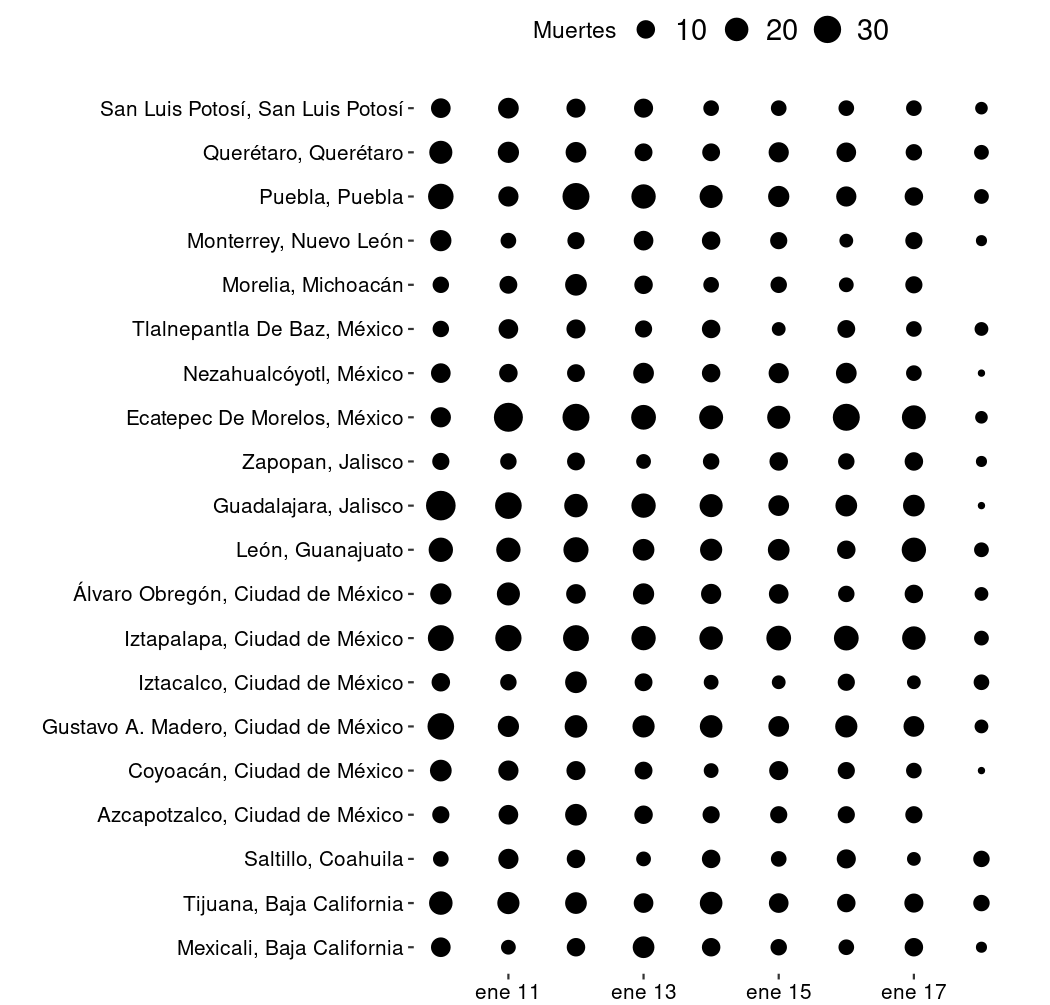 Muertes 10 20 30
San Luis Potosí, San Luis Potosí
Querétaro, Querétaro
Puebla, Puebla
Monterrey, Nuevo León
Morelia, Michoacán
Tlalnepantla De Baz, México
Nezahualcóyotl, México
Ecatepec De Morelos, México
Zapopan, Jalisco
Guadalajara, Jalisco
León, Guanajuato
Álvaro Obregón, Ciudad de México
Iztapalapa, Ciudad de México
Iztacalco, Ciudad de México
Gustavo A. Madero, Ciudad de México
Coyoacán, Ciudad de México
Azcapotzalco, Ciudad de México
Saltillo, Coahuila
Tijuana, Baja California
Mexicali, Baja California
ene 11 ene 13 ene 15 ene 17